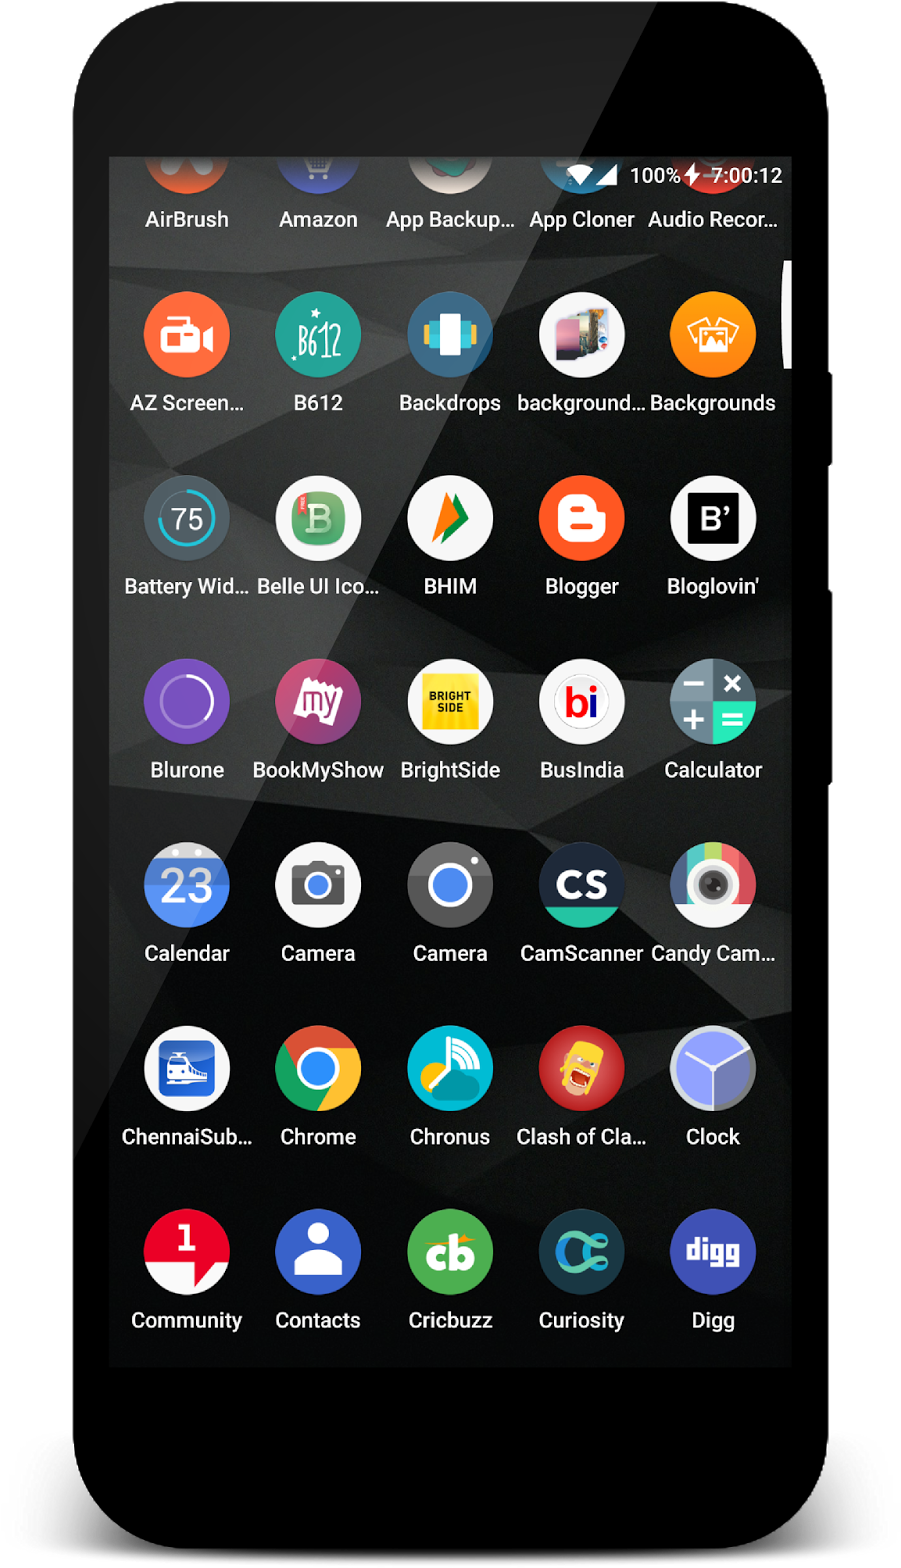 100% 7:00:12
AirBrush Amazon App Backup... App Cloner Audio Recor...
B612
AZ Screen... B612 Backdrops background... Backgrounds
75 B FREE B B'
Battery Wid... Belle UI Ico... BHIM Blogger Bloglovin'
my BRIGHT SIDE bi − × + =
Blurone BookMyShow BrightSide BusIndia Calculator
23 CS
Calendar Camera Camera CamScanner Candy Cam...
ChennaiSub... Chrome Chronus Clash of Cla... Clock
1 cb digg
Community Contacts Cricbuzz Curiosity Digg